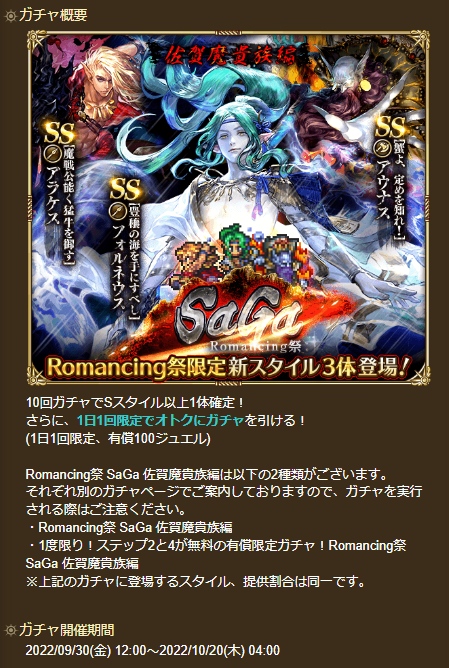 ガチャ概要
佐賀魔貴族編
SS
[魔戦公能く猛牛を飼す]
アラケス
SS
[豊穣の海を手にすべし]
フォルネウス
SS
[蟹よ、定めを知れ!]
アウナス
SaGa
Romancing祭
Romancing祭限定新スタイル3体登場!
10回ガチャでSスタイル以上1体確定！
さらに、1日1回限定でオトクにガチャを引ける！
(1日1回限定、有償100ジュエル)
Romancing祭 SaGa 佐賀魔貴族編は以下の2種類がございます。
それぞれ別のガチャページでご案内しておりますので、ガチャを実行
される際はご注意ください。
・Romancing祭 SaGa 佐賀魔貴族編
・1度限り！ステップ2と4が無料の有償限定ガチャ！Romancing祭
SaGa 佐賀魔貴族編
※上記のガチャに登場するスタイル、提供割合は同一です。
ガチャ開催期間
2022/09/30(金) 12:00～2022/10/20(木) 04:00